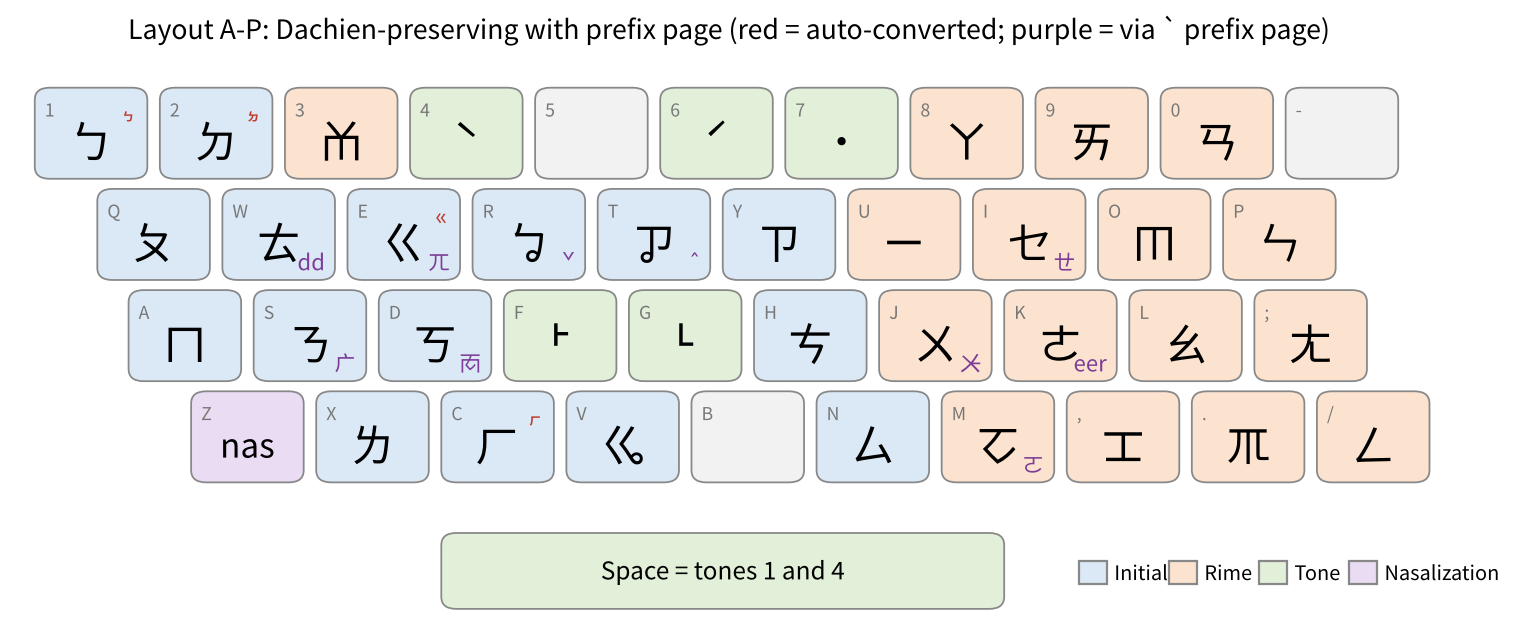 Layout A-P: Dachien-preserving with prefix page (red = auto-converted; purple = via ` prefix page)
1 ㄅ ㆴ 2 ㄉ ㆵ 3 ㆰ 4 ˋ 5 6 ˊ 7 ˙ 8 ㄚ 9 ㄞ 0 ㄢ -
Q ㄆ W ㄊ dd E ㄍ ㆻ ㄫ R ㆠ ˇ T ㆢ ˆ Y ㄗ U ㄧ I ㆦ ㄝ O ㆬ P ㄣ
A ㄇ S ㄋ ㄬ D ㄎ F ˫ G ˪ H ㄘ J ㄨ ㆨ K ㄜ eer L ㄠ ; ㄤ
Z nas X ㄌ C ㄏ ㆷ V ㆣ B N ㄙ M ㆲ ㆱ , ㆤ . ㆭ / ㄥ
Space = tones 1 and 4
Initial Rime Tone Nasalization